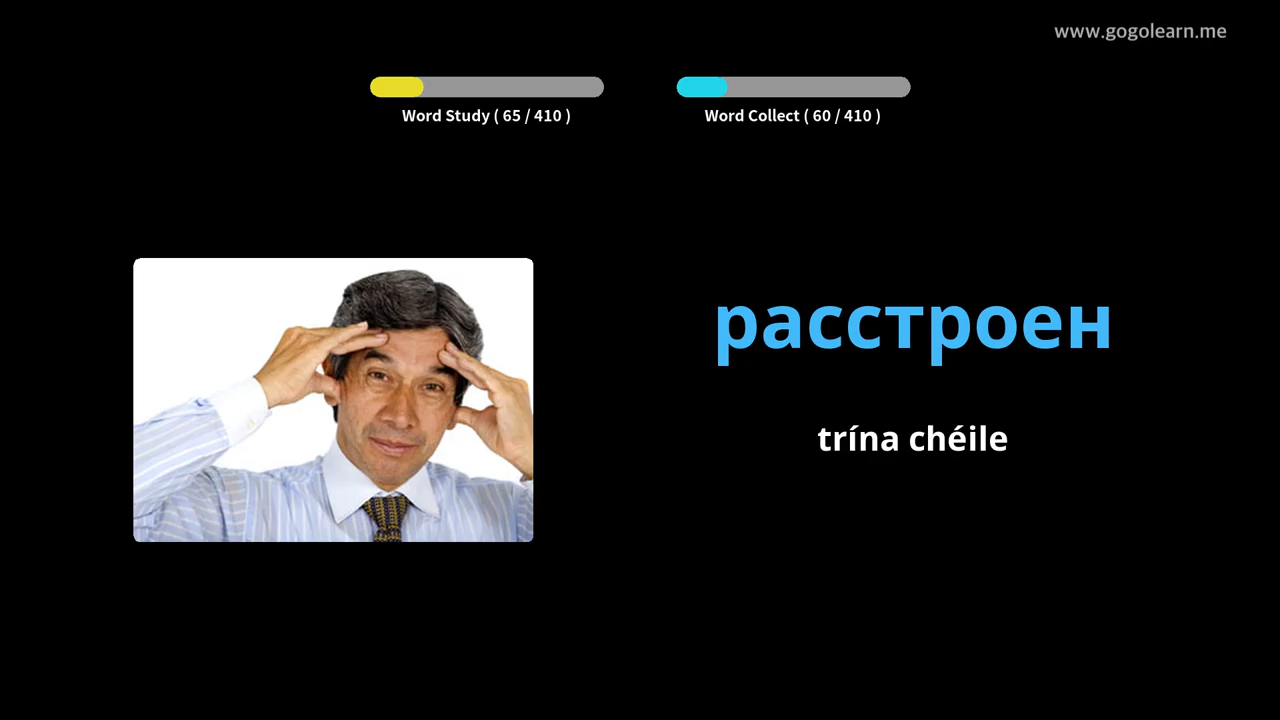 www.gogolearn.me
Word Study ( 65 / 410 )
Word Collect ( 60 / 410 )
расстроен
trína chéile